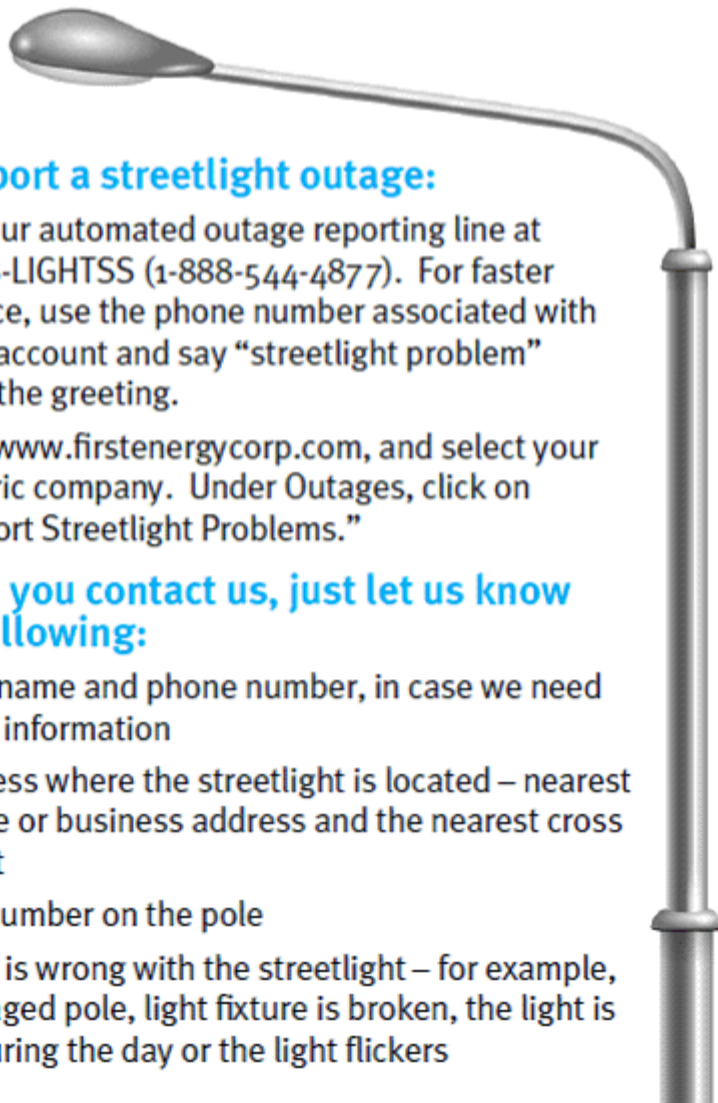 port a streetlight outage:
ur automated outage reporting line at
-LIGHTSS (1-888-544-4877).  For faster
ce, use the phone number associated with
account and say “streetlight problem”
the greeting.
www.firstenergycorp.com, and select your
ric company.  Under Outages, click on
ort Streetlight Problems.”
you contact us, just let us know
llowing:
name and phone number, in case we need
information
ess where the streetlight is located – nearest
e or business address and the nearest cross
t
umber on the pole
is wrong with the streetlight – for example,
ged pole, light fixture is broken, the light is
uring the day or the light flickers